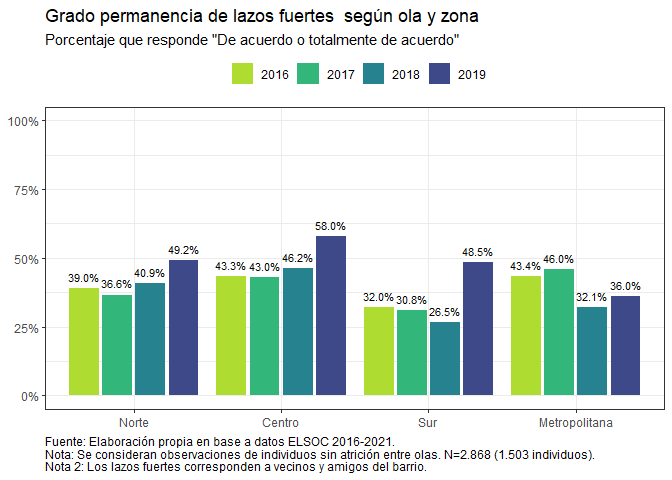 Grado permanencia de lazos fuertes  según ola y zona
Porcentaje que responde "De acuerdo o totalmente de acuerdo"
2016 2017 2018 2019
100%
75%
50%
25%
0%
39.0% 36.6% 40.9% 49.2%
43.3% 43.0% 46.2% 58.0%
32.0% 30.8% 26.5% 48.5%
43.4% 46.0% 32.1% 36.0%
Norte Centro Sur Metropolitana
Fuente: Elaboración propia en base a datos ELSOC 2016-2021.
Nota: Se consideran observaciones de individuos sin atrición entre olas. N=2.868 (1.503 individuos).
Nota 2: Los lazos fuertes corresponden a vecinos y amigos del barrio.